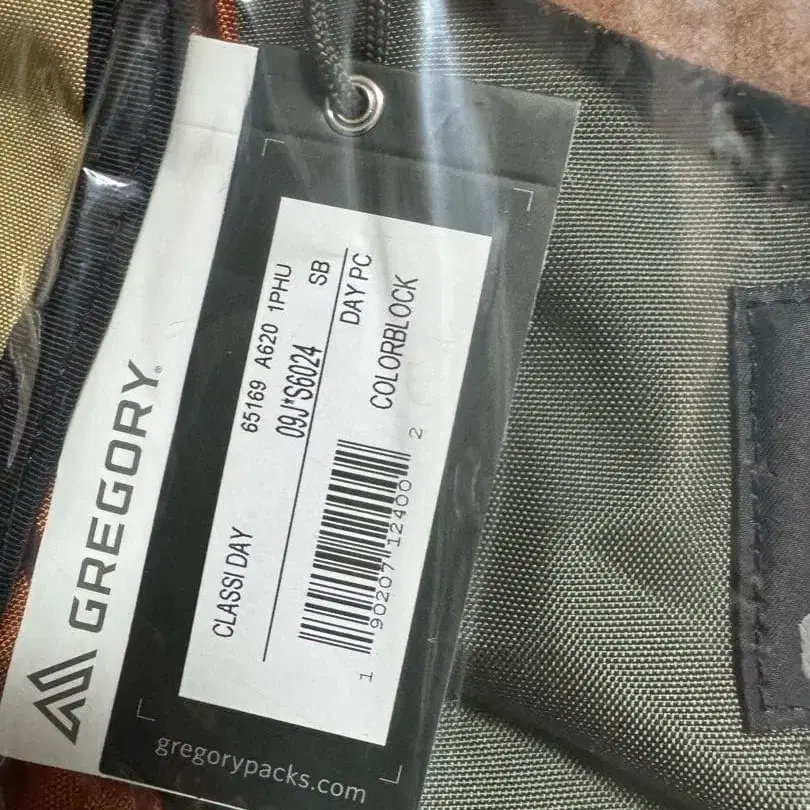 GREGORY®
CLASSI DAY 65169 A620 1PHU
09J*S6024 SB
DAY PC
COLORBLOCK
1 90207 12400 2
gregorypacks.com